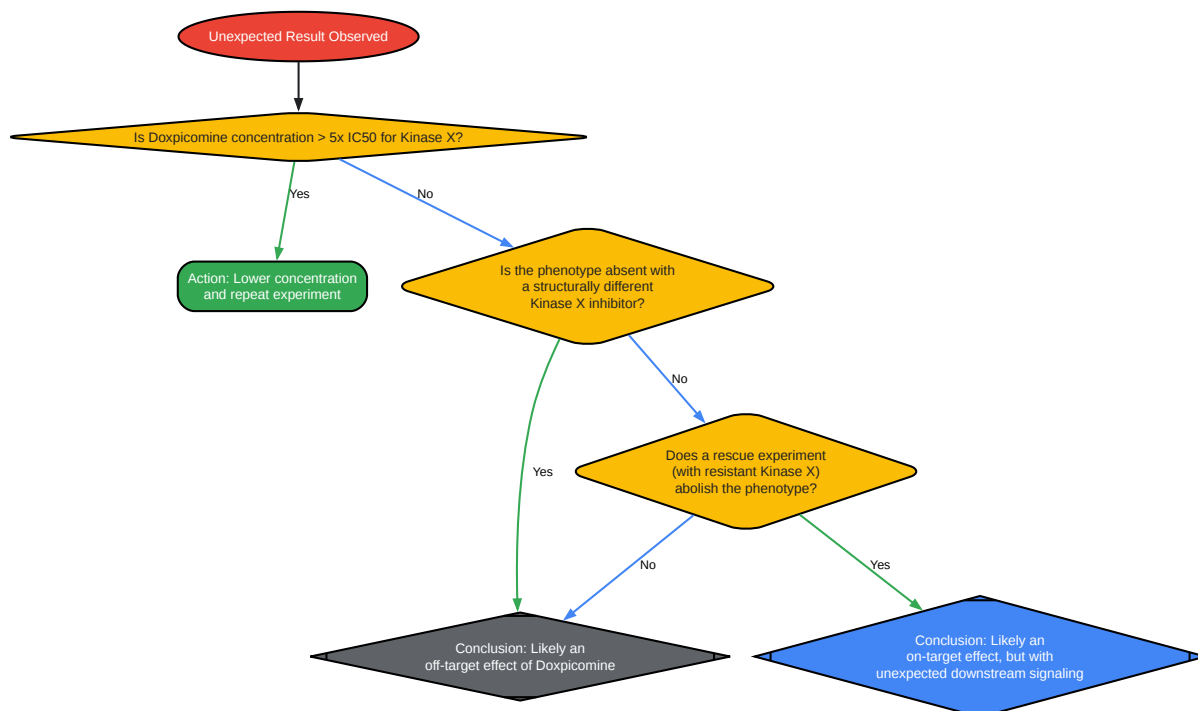 Unexpected Result Observed
Is Doxpicomine concentration > 5x IC50 for Kinase X?
Yes
No
Action: Lower concentration
and repeat experiment
Is the phenotype absent with
a structurally different
Kinase X inhibitor?
No
Yes
Does a rescue experiment
(with resistant Kinase X)
abolish the phenotype?
No
Yes
Conclusion: Likely an
off-target effect of Doxpicomine
Conclusion: Likely an
on-target effect, but with
unexpected downstream signaling